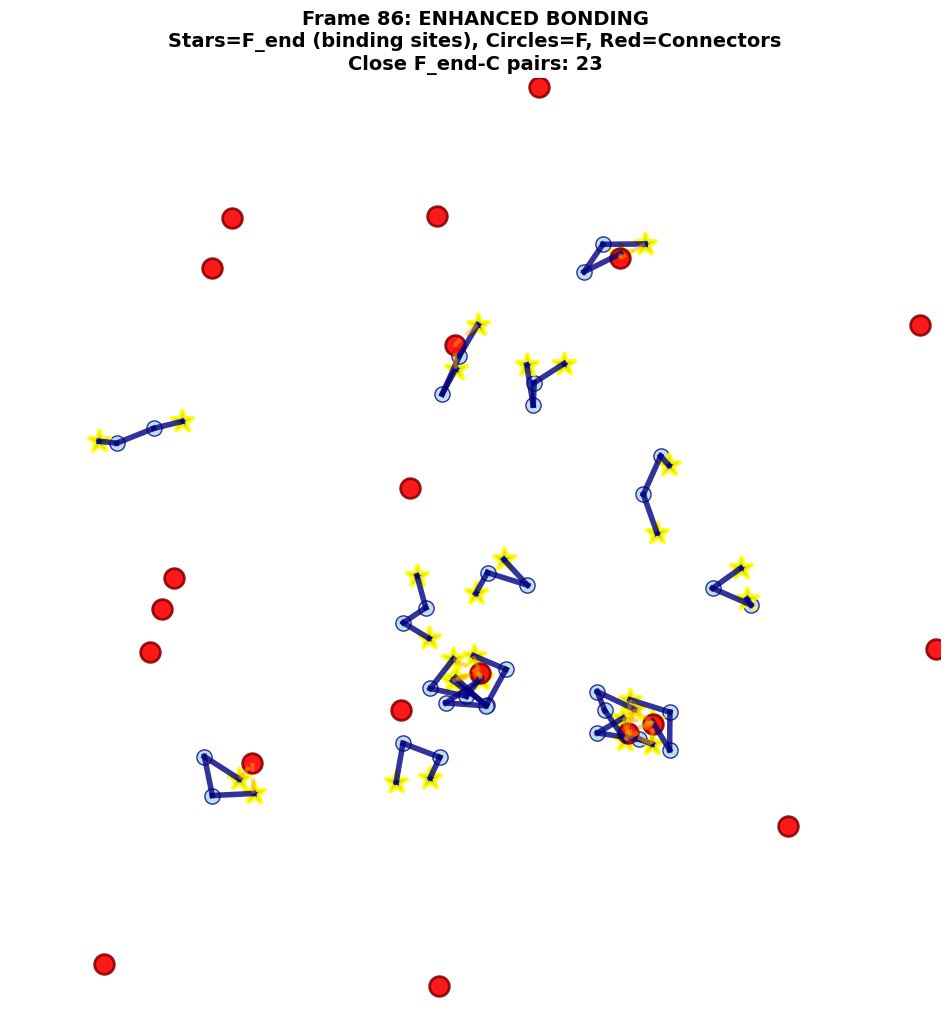 Frame 86: ENHANCED BONDING
Stars=F_end (binding sites), Circles=F, Red=Connectors
Close F_end-C pairs: 23